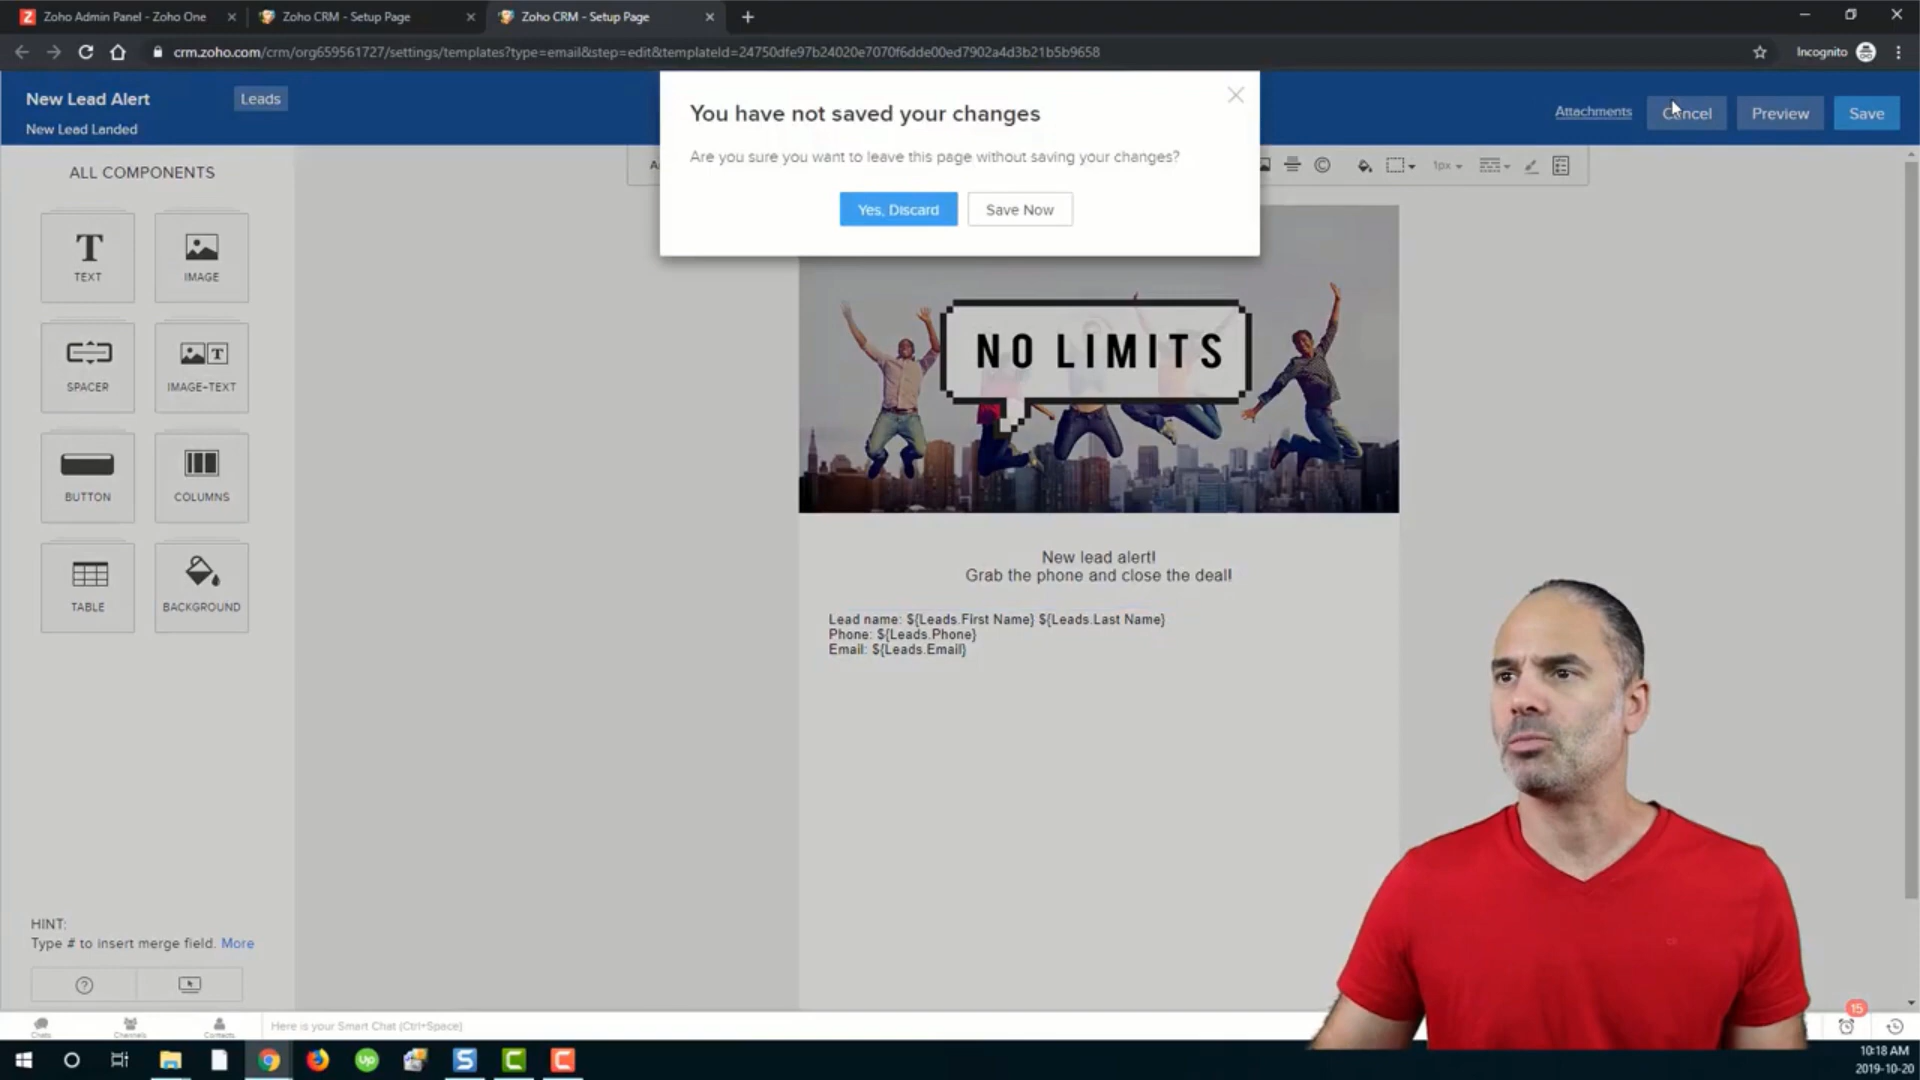 Zoho Admin Panel - Zoho One
Zoho CRM - Setup Page
Zoho CRM - Setup Page
crm.zoho.com/crm/org659561727/settings/templates?type=email&step=edit&templateId=24750dfe97b24020e7070f6dde00ed7902a4d3b21b5b9658
Incognito
New Lead Alert
Leads
New Lead Landed
You have not saved your changes
Are you sure you want to leave this page without saving your changes?
Yes, Discard
Save Now
Attachments
Cancel
Preview
Save
ALL COMPONENTS
1px
TEXT
IMAGE
SPACER
IMAGE-TEXT
BUTTON
COLUMNS
TABLE
BACKGROUND
NO LIMITS
New lead alert!
Grab the phone and close the deal!
Lead name: ${Leads.First Name} ${Leads.Last Name}
Phone: ${Leads.Phone}
Email: ${Leads.Email}
HINT:
Type # to insert merge field. More
Chats
Channels
Contacts
Here is your Smart Chat (Ctrl+Space)
15
10:18 AM
2019-10-20